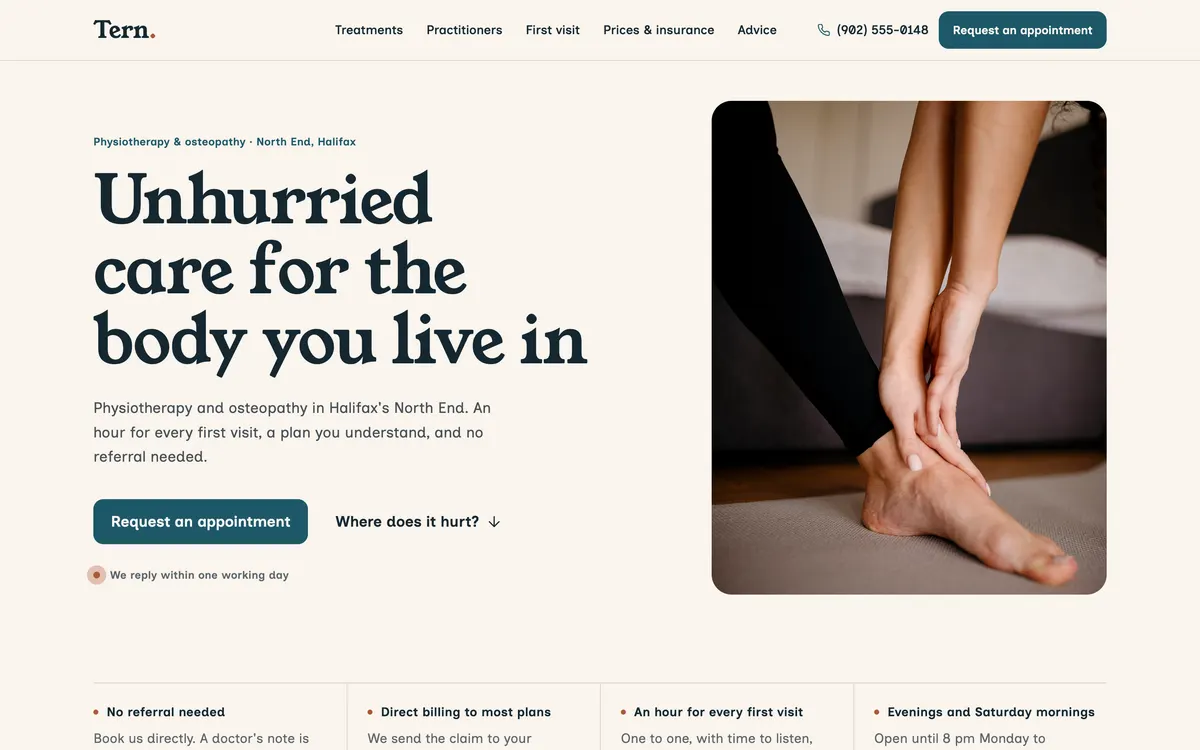 Tern.
Treatments
Practitioners
First visit
Prices & insurance
Advice
(902) 555-0148
Request an appointment
Physiotherapy & osteopathy · North End, Halifax
Unhurried
care for the
body you live in
Physiotherapy and osteopathy in Halifax's North End. An
hour for every first visit, a plan you understand, and no
referral needed.
Request an appointment
Where does it hurt? ↓
We reply within one working day
No referral needed
Book us directly. A doctor's note is
Direct billing to most plans
We send the claim to your
An hour for every first visit
One to one, with time to listen,
Evenings and Saturday mornings
Open until 8 pm Monday to